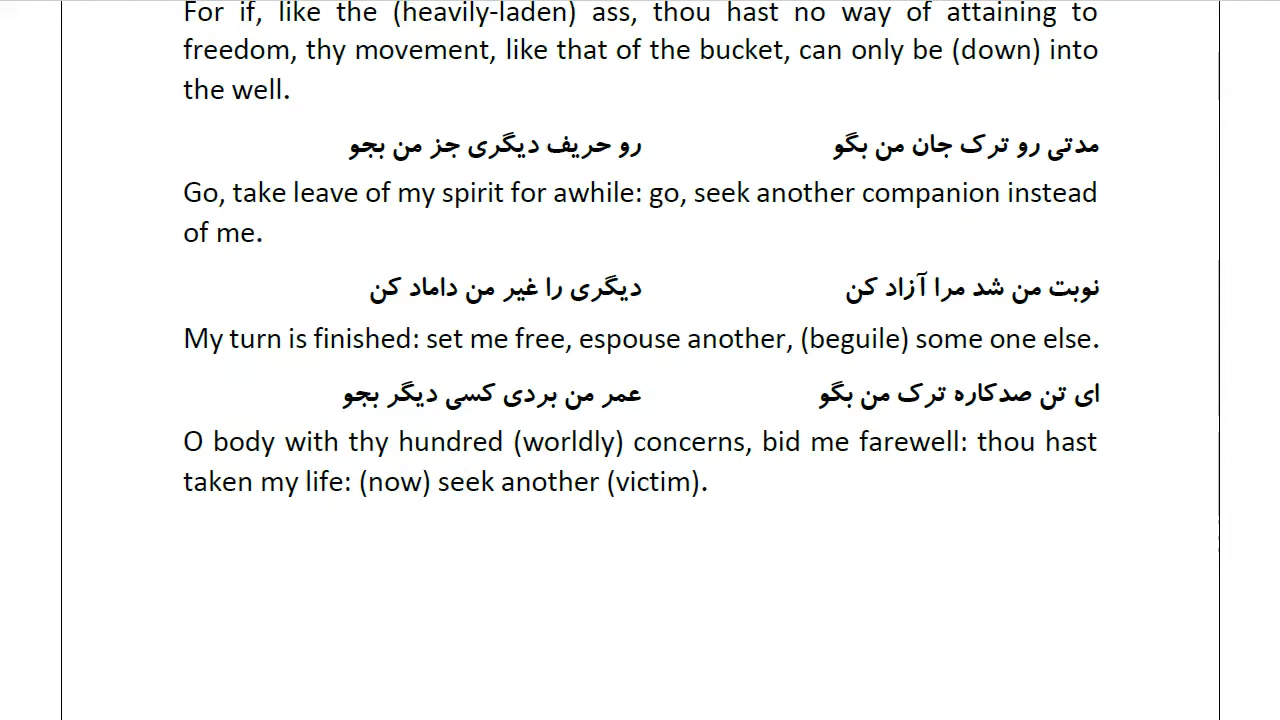 For if, like the (heavily-laden) ass, thou hast no way of attaining to
freedom, thy movement, like that of the bucket, can only be (down) into
the well.
مدتی رو ترک جان من بگو رو حریف دیگری جز من بجو
Go, take leave of my spirit for awhile: go, seek another companion instead
of me.
نوبت من شد مرا آزاد کن دیگری را غیر من داماد کن
My turn is finished: set me free, espouse another, (beguile) some one else.
ای تن صدکاره ترک من بگو عمر من بردی کسی دیگر بجو
O body with thy hundred (worldly) concerns, bid me farewell: thou hast
taken my life: (now) seek another (victim).